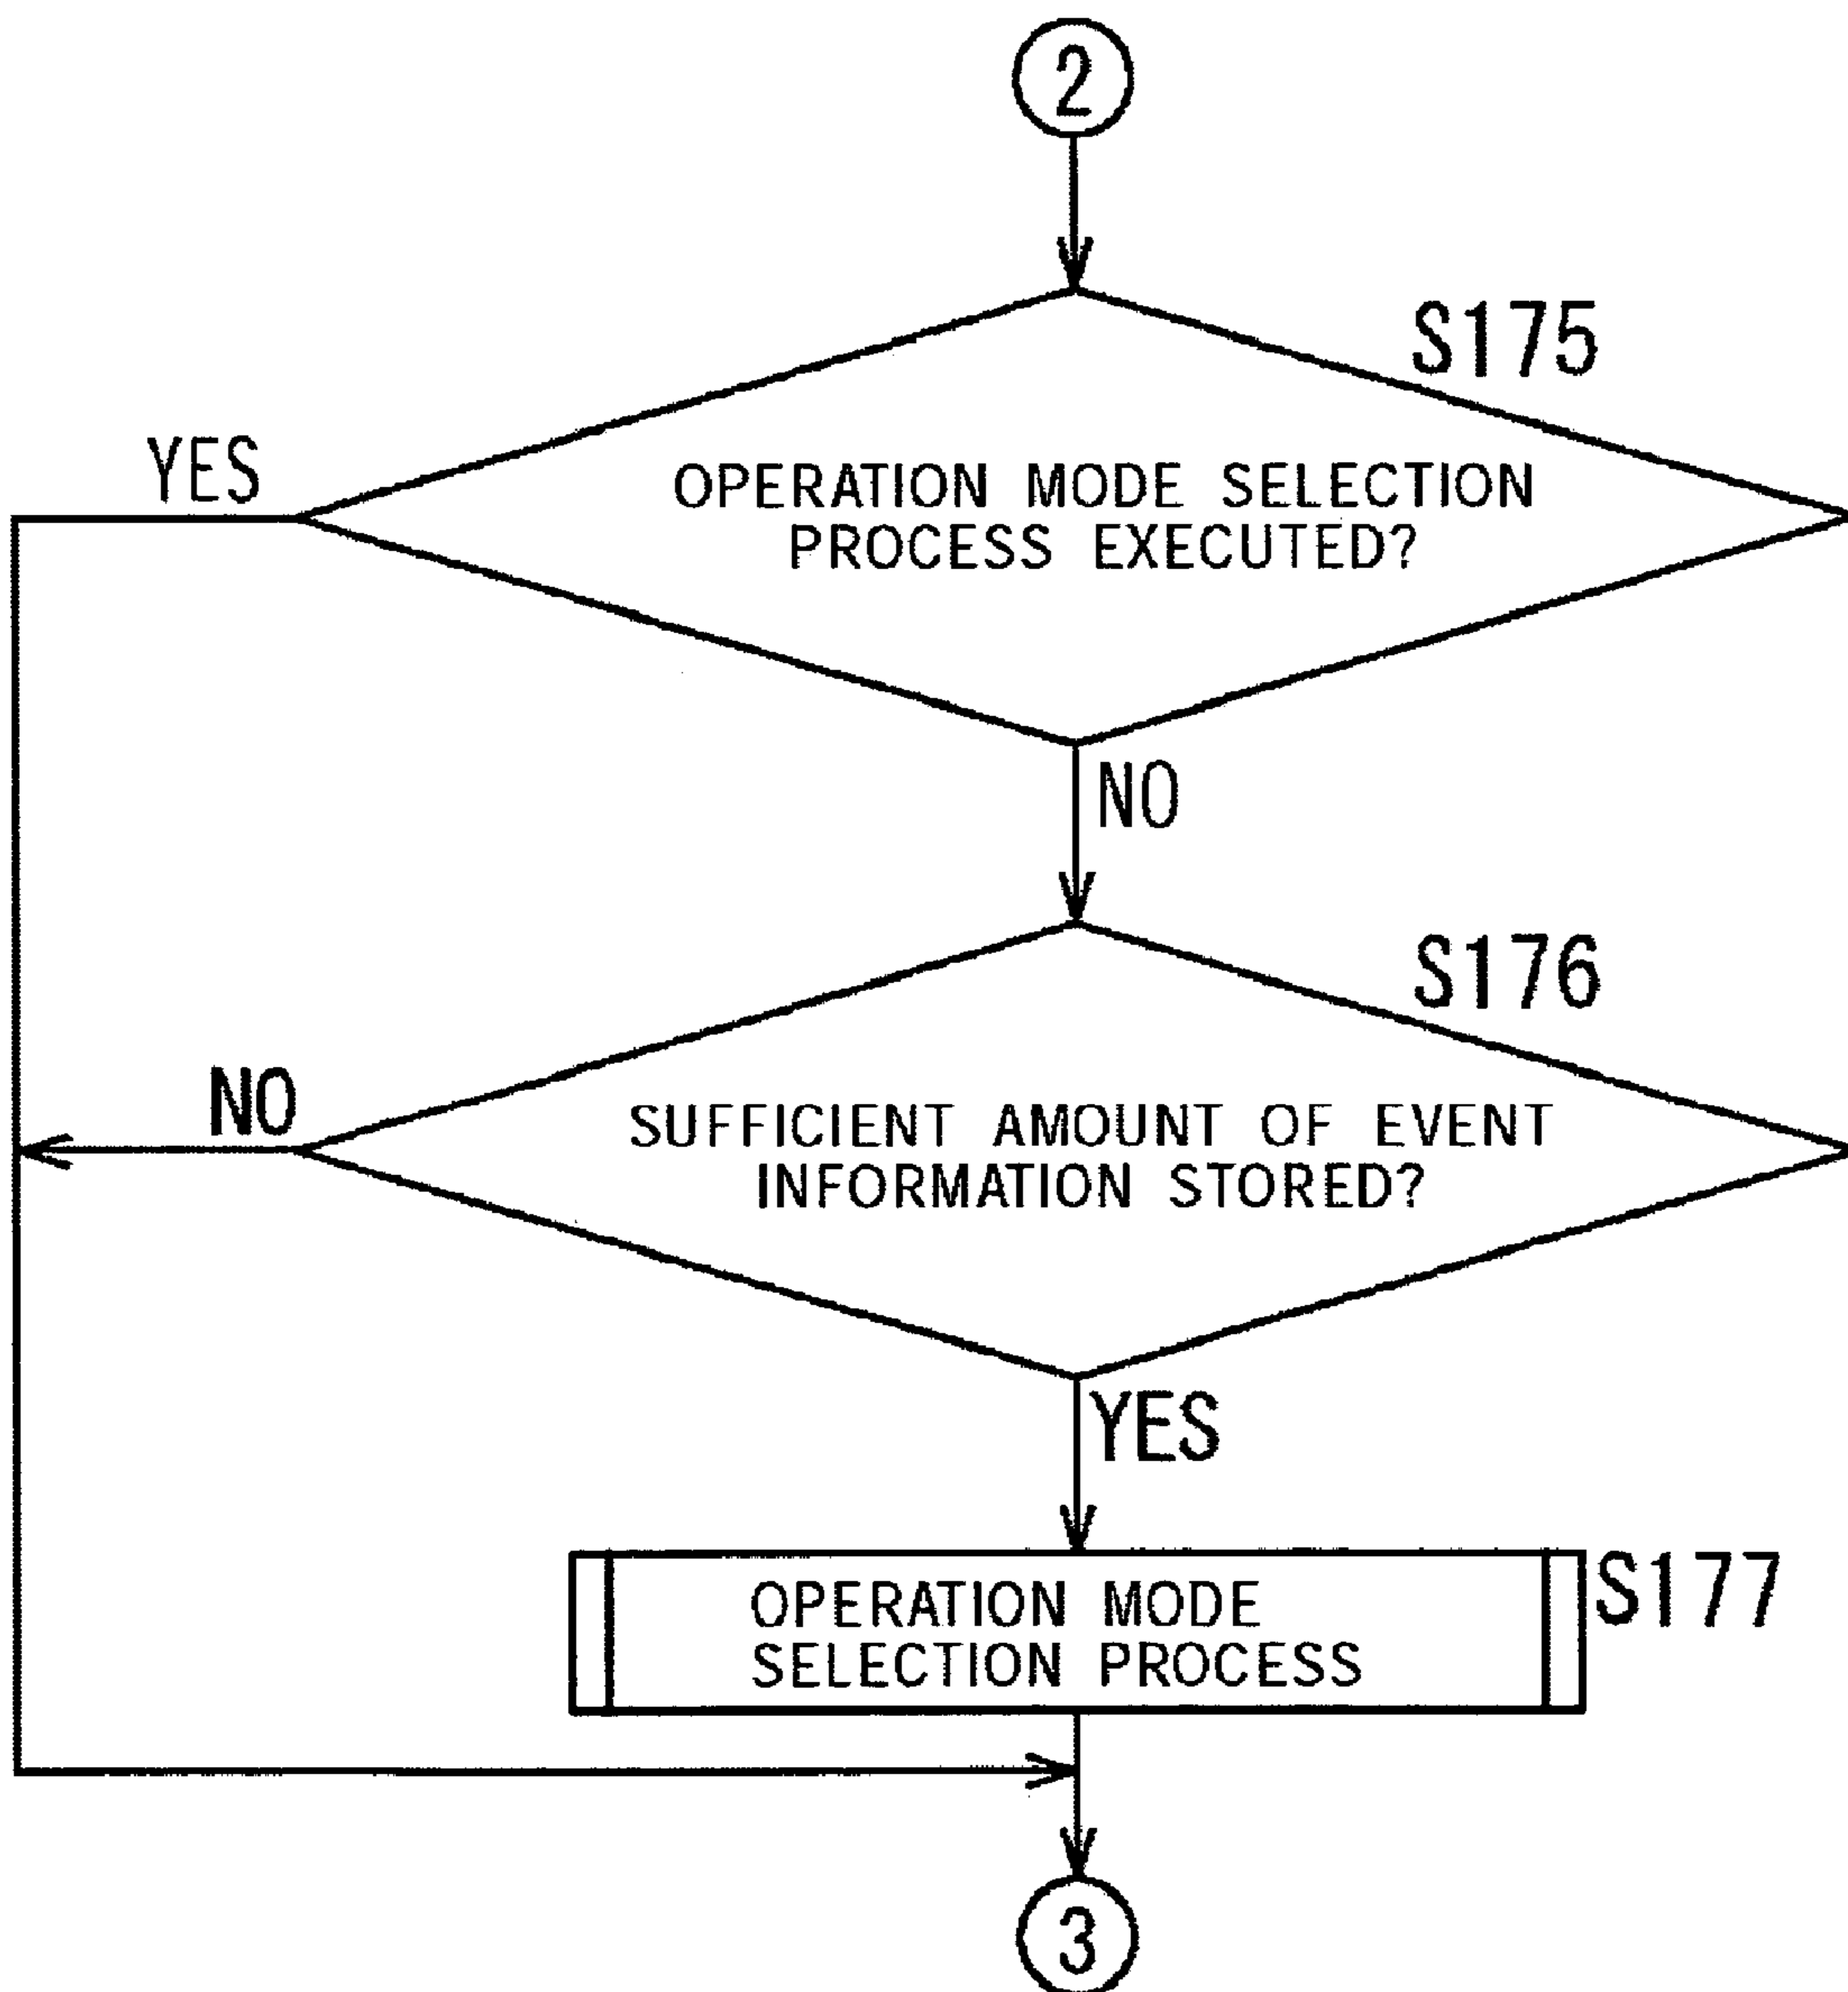 2
S175
YES
OPERATION MODE SELECTION
PROCESS EXECUTED?
NO
S176
NO
SUFFICIENT AMOUNT OF EVENT
INFORMATION STORED?
YES
S177
OPERATION MODE
SELECTION PROCESS
3